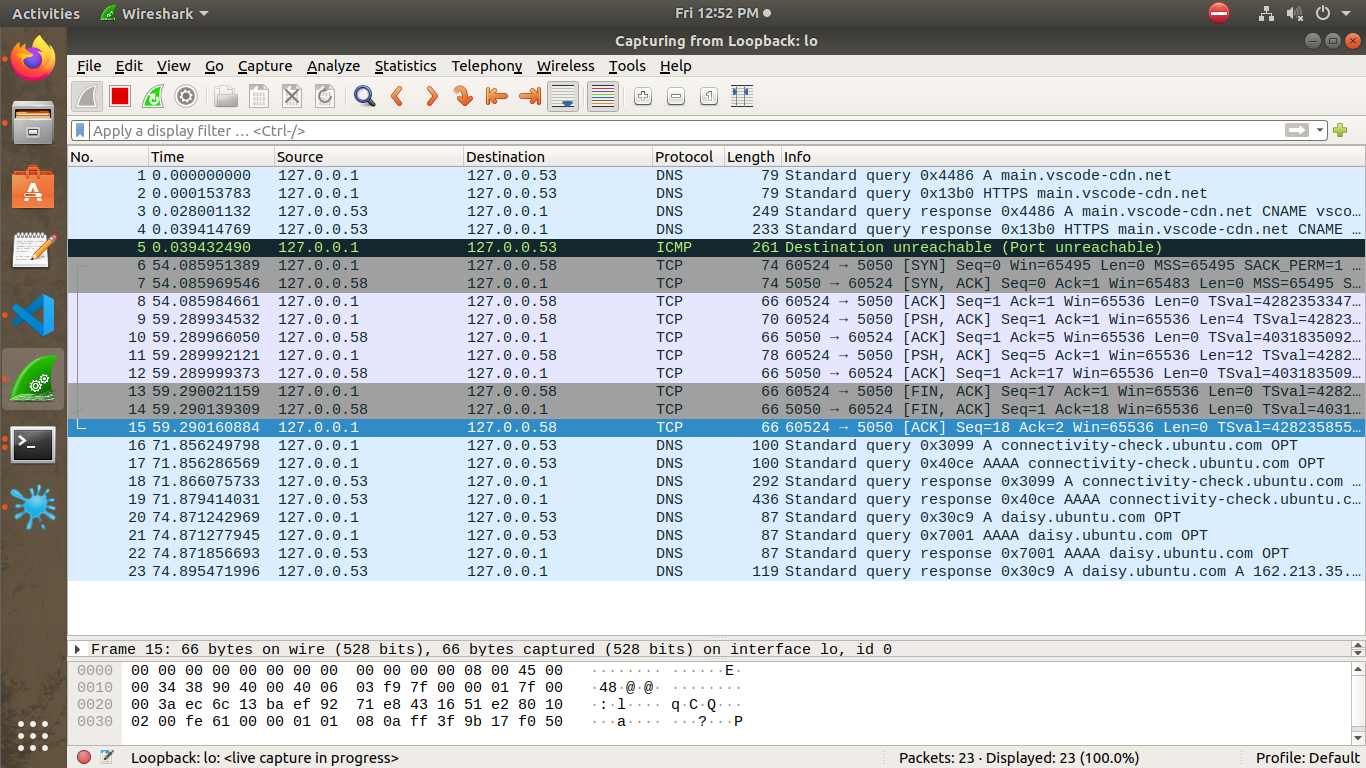 Activities Wireshark Fri 12:52 PM
Capturing from Loopback: lo
File Edit View Go Capture Analyze Statistics Telephony Wireless Tools Help
Apply a display filter … <Ctrl-/>
No. Time Source Destination Protocol Length Info
1 0.000000000 127.0.0.1 127.0.0.53 DNS 79 Standard query 0x4486 A main.vscode-cdn.net
2 0.000153783 127.0.0.1 127.0.0.53 DNS 79 Standard query 0x13b0 HTTPS main.vscode-cdn.net
3 0.028001132 127.0.0.53 127.0.0.1 DNS 249 Standard query response 0x4486 A main.vscode-cdn.net CNAME vsco…
4 0.039414769 127.0.0.53 127.0.0.1 DNS 233 Standard query response 0x13b0 HTTPS main.vscode-cdn.net CNAME …
5 0.039432490 127.0.0.1 127.0.0.53 ICMP 261 Destination unreachable (Port unreachable)
6 54.085951389 127.0.0.1 127.0.0.58 TCP 74 60524 → 5050 [SYN] Seq=0 Win=65495 Len=0 MSS=65495 SACK_PERM=1 …
7 54.085969546 127.0.0.58 127.0.0.1 TCP 74 5050 → 60524 [SYN, ACK] Seq=0 Ack=1 Win=65483 Len=0 MSS=65495 S…
8 54.085984661 127.0.0.1 127.0.0.58 TCP 66 60524 → 5050 [ACK] Seq=1 Ack=1 Win=65536 Len=0 TSval=4282353347…
9 59.289934532 127.0.0.1 127.0.0.58 TCP 70 60524 → 5050 [PSH, ACK] Seq=1 Ack=1 Win=65536 Len=4 TSval=42823…
10 59.289966050 127.0.0.58 127.0.0.1 TCP 66 5050 → 60524 [ACK] Seq=1 Ack=5 Win=65536 Len=0 TSval=4031835092…
11 59.289992121 127.0.0.1 127.0.0.58 TCP 78 60524 → 5050 [PSH, ACK] Seq=5 Ack=1 Win=65536 Len=12 TSval=4282…
12 59.289999373 127.0.0.58 127.0.0.1 TCP 66 5050 → 60524 [ACK] Seq=1 Ack=17 Win=65536 Len=0 TSval=403183509…
13 59.290021159 127.0.0.1 127.0.0.58 TCP 66 60524 → 5050 [FIN, ACK] Seq=17 Ack=1 Win=65536 Len=0 TSval=4282…
14 59.290139309 127.0.0.58 127.0.0.1 TCP 66 5050 → 60524 [FIN, ACK] Seq=1 Ack=18 Win=65536 Len=0 TSval=4031…
15 59.290160884 127.0.0.1 127.0.0.58 TCP 66 60524 → 5050 [ACK] Seq=18 Ack=2 Win=65536 Len=0 TSval=428235855…
16 71.856249798 127.0.0.1 127.0.0.53 DNS 100 Standard query 0x3099 A connectivity-check.ubuntu.com OPT
17 71.856286569 127.0.0.1 127.0.0.53 DNS 100 Standard query 0x40ce AAAA connectivity-check.ubuntu.com OPT
18 71.866075733 127.0.0.53 127.0.0.1 DNS 292 Standard query response 0x3099 A connectivity-check.ubuntu.com …
19 71.879414031 127.0.0.53 127.0.0.1 DNS 436 Standard query response 0x40ce AAAA connectivity-check.ubuntu.c…
20 74.871242969 127.0.0.1 127.0.0.53 DNS 87 Standard query 0x30c9 A daisy.ubuntu.com OPT
21 74.871277945 127.0.0.1 127.0.0.53 DNS 87 Standard query 0x7001 AAAA daisy.ubuntu.com OPT
22 74.871856693 127.0.0.53 127.0.0.1 DNS 87 Standard query response 0x7001 AAAA daisy.ubuntu.com OPT
23 74.895471996 127.0.0.53 127.0.0.1 DNS 119 Standard query response 0x30c9 A daisy.ubuntu.com A 162.213.35.…
Frame 15: 66 bytes on wire (528 bits), 66 bytes captured (528 bits) on interface lo, id 0
0000 00 00 00 00 00 00 00 00 00 00 00 00 08 00 45 00 ········ ······E·
0010 00 34 38 90 40 00 40 06 03 f9 7f 00 00 01 7f 00 ·48·@·@· ········
0020 00 3a ec 6c 13 ba ef 92 71 e8 43 16 51 e2 80 10 ·:·l···· q·C·Q···
0030 02 00 fe 61 00 00 01 01 08 0a ff 3f 9b 17 f0 50 ···a···· ···?···P
Loopback: lo: <live capture in progress> Packets: 23 · Displayed: 23 (100.0%) Profile: Default